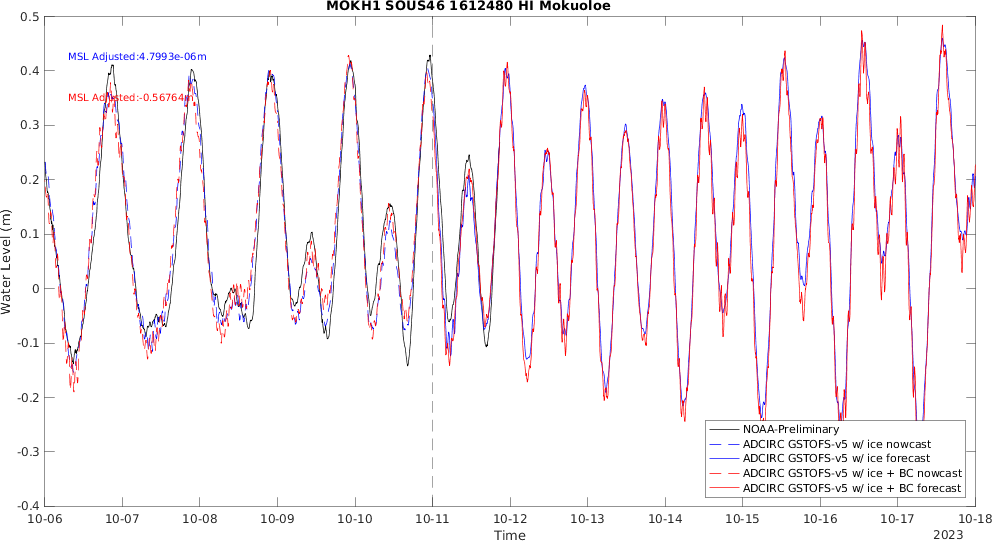 MOKH1 SOUS46 1612480 HI Mokuoloe
MSL Adjusted:4.7993e-06m
MSL Adjusted:-0.56764m
Water Level (m)
0.5
0.4
0.3
0.2
0.1
0
-0.1
-0.2
-0.3
-0.4
NOAA-Preliminary
ADCIRC GSTOFS-v5 w/ ice nowcast
ADCIRC GSTOFS-v5 w/ ice forecast
ADCIRC GSTOFS-v5 w/ ice + BC nowcast
ADCIRC GSTOFS-v5 w/ ice + BC forecast
10-06 10-07 10-08 10-09 10-10 10-11 10-12 10-13 10-14 10-15 10-16 10-17 10-18
Time
2023